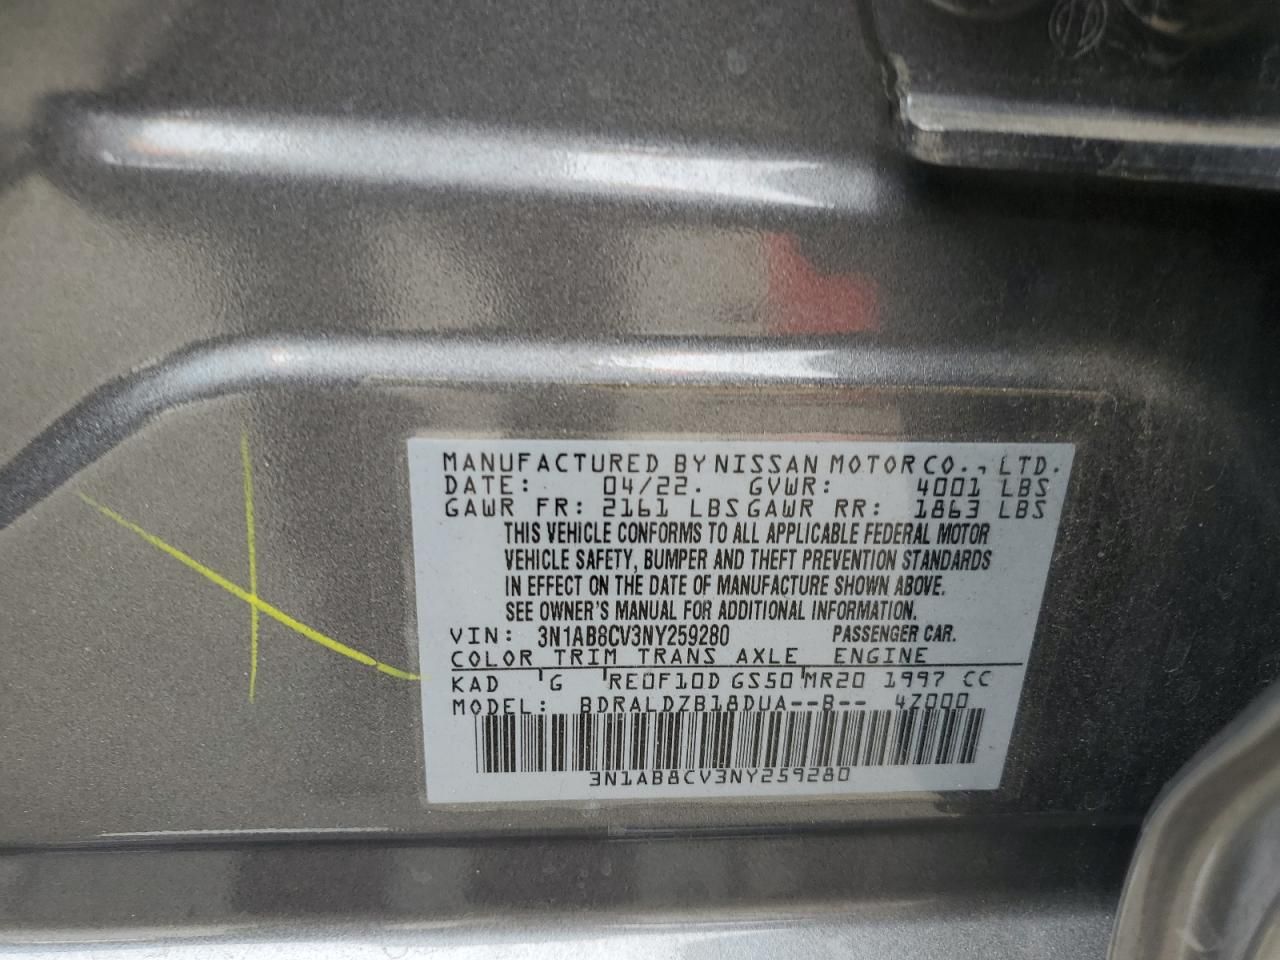 MANUFACTURED BY NISSAN MOTOR CO., LTD.
DATE: 04/22. GVWR: 4001 LBS
GAWR FR: 2161 LBS GAWR RR: 1863 LBS
THIS VEHICLE CONFORMS TO ALL APPLICABLE FEDERAL MOTOR
VEHICLE SAFETY, BUMPER AND THEFT PREVENTION STANDARDS
IN EFFECT ON THE DATE OF MANUFACTURE SHOWN ABOVE.
SEE OWNER'S MANUAL FOR ADDITIONAL INFORMATION.
VIN: 3N1AB8CV3NY259280 PASSENGER CAR.
COLOR TRIM TRANS AXLE ENGINE
KAD G RE0F10D GS50 MR20 1997 CC
MODEL: BDRALDZB18DUA--B-- 4Z000
3N1AB8CV3NY259280